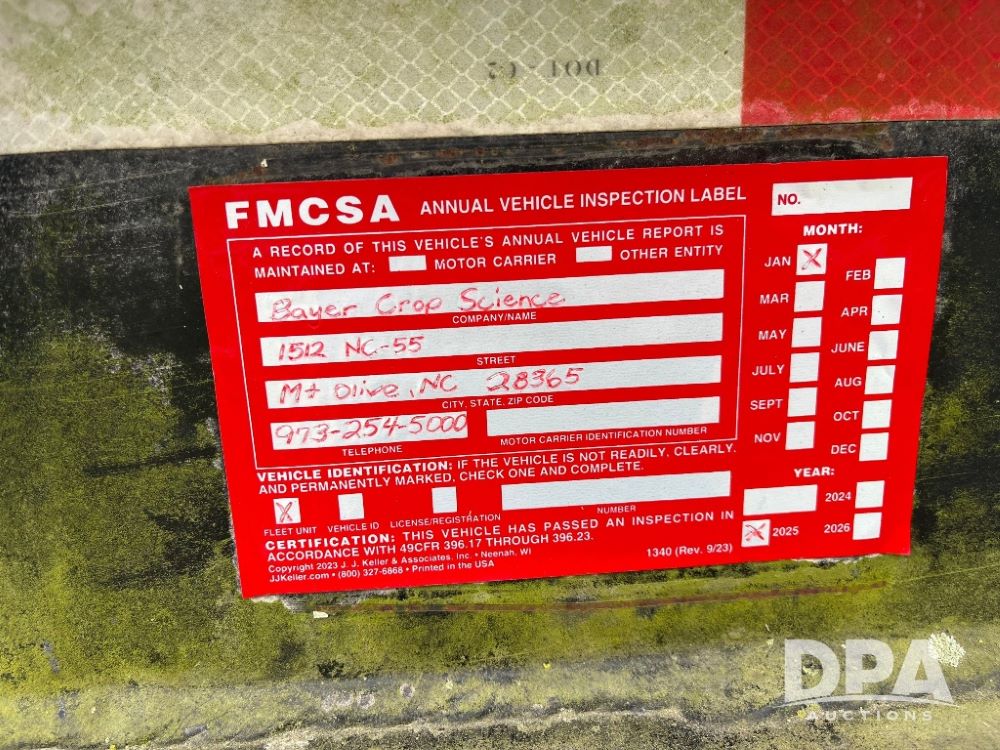 DOT-C2
FMCSA ANNUAL VEHICLE INSPECTION LABEL
NO.
A RECORD OF THIS VEHICLE'S ANNUAL VEHICLE REPORT IS
MAINTAINED AT: MOTOR CARRIER OTHER ENTITY
Bayer Crop Science
COMPANY/NAME
1512 NC-55
STREET
Mt Olive, NC 28365
CITY, STATE, ZIP CODE
973-254-5000
TELEPHONE
MOTOR CARRIER IDENTIFICATION NUMBER
MONTH:
JAN X
FEB
MAR
APR
MAY
JUNE
JULY
AUG
SEPT
OCT
NOV
DEC
VEHICLE IDENTIFICATION: IF THE VEHICLE IS NOT READILY, CLEARLY,
AND PERMANENTLY MARKED, CHECK ONE AND COMPLETE.
X
FLEET UNIT VEHICLE ID LICENSE/REGISTRATION NUMBER
YEAR:
2024
X 2025
2026
CERTIFICATION: THIS VEHICLE HAS PASSED AN INSPECTION IN
ACCORDANCE WITH 49CFR 396.17 THROUGH 396.23.
Copyright 2023 J. J. Keller & Associates, Inc. • Neenah, WI
JJKeller.com • (800) 327-6868 • Printed in the USA
1340 (Rev. 9/23)
DPA
AUCTIONS